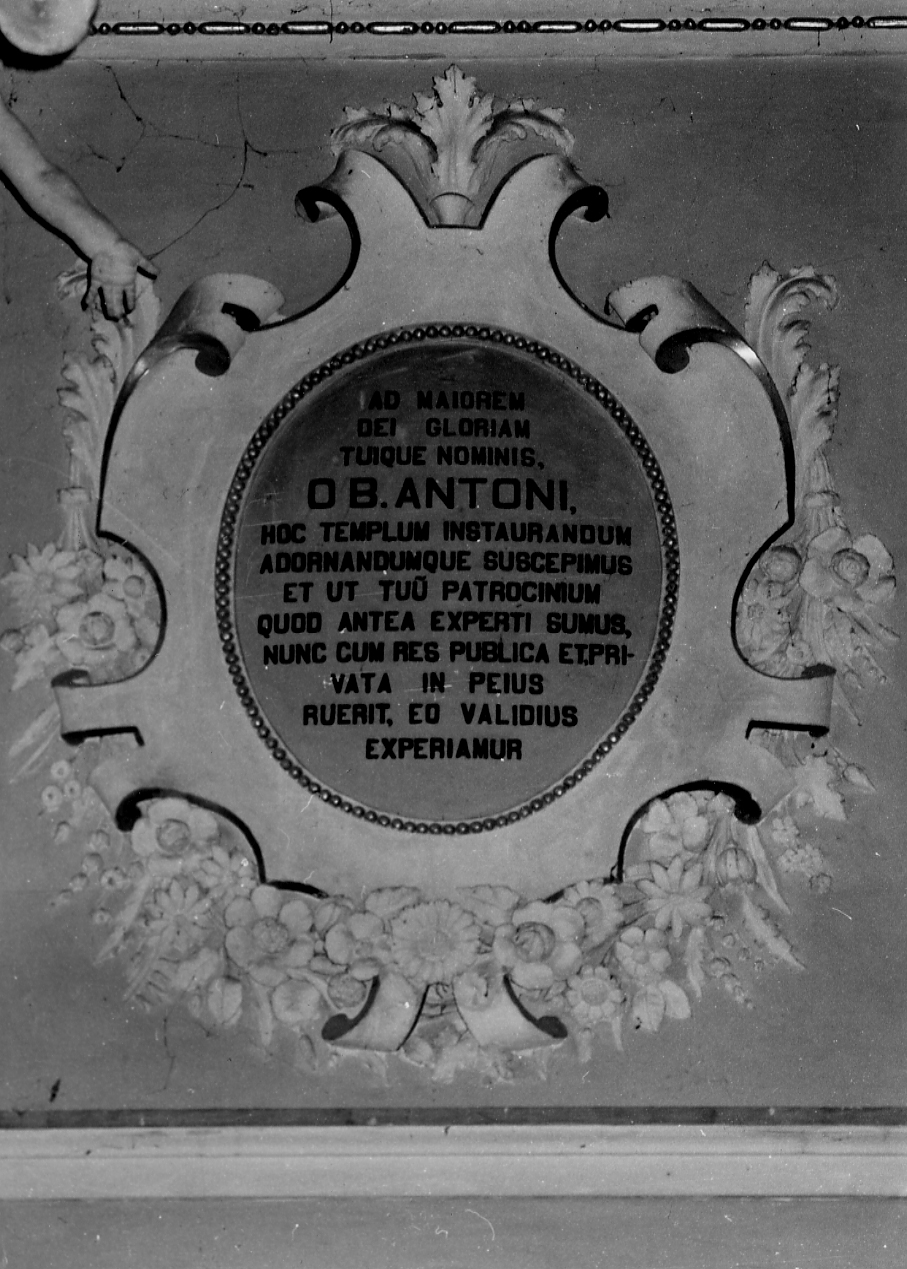 AD MAIOREM
DEI GLORIAM
TUIQUE NOMINIS,
O B. ANTONI,
HOC TEMPLUM INSTAURANDUM
ADORNANDUMQUE SUSCEPIMUS
ET UT TUŨ PATROCINIUM
QUOD ANTEA EXPERTI SUMUS,
NUNC CUM RES PUBLICA ET.PRI-
VATA IN PEIUS
RUERIT, EO VALIDIUS
EXPERIAMUR